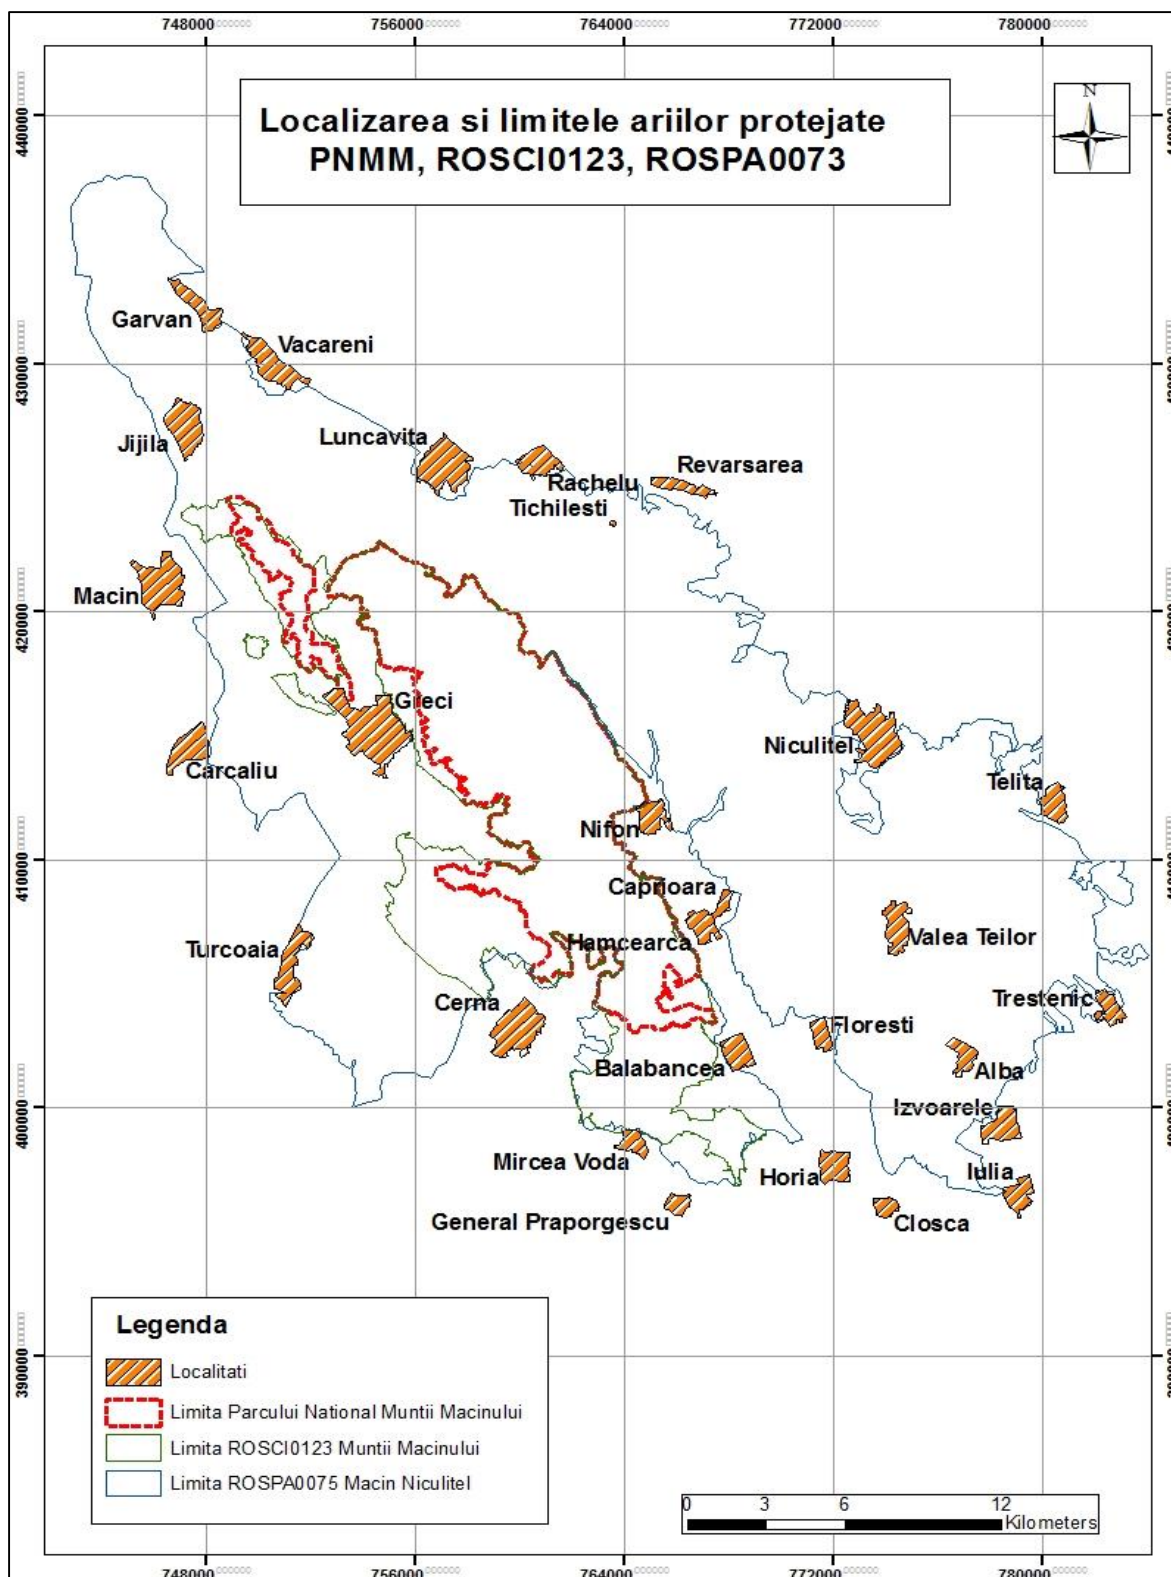 748000 756000 764000 772000 780000
Localizarea si limitele ariilor protejate
PNMM, ROSCI0123, ROSPA0073
N
440000
Garvan
Vacareni
430000
Luncavita
Jijila
Revarsarea
Rachelu
Tichilesti
Macin
420000
Greci
Niculitel
Carcaliu
Telita
Nifon
410000
Caprioara
Valea Teilor
Hamcearca
Turcoaia
Cerna
Trestenic
Floresti
Balabancea
Alba
400000
Izvoarele
Mircea Voda
Horia
Iulia
General Praporgescu
Closca
Legenda
390000
Localitati
Limita Parcului National Muntii Macinului
Limita ROSCI0123 Muntii Macinului
Limita ROSPA0075 Macin Niculitel
0 3 6 12
Kilometers
748000 756000 764000 772000 780000